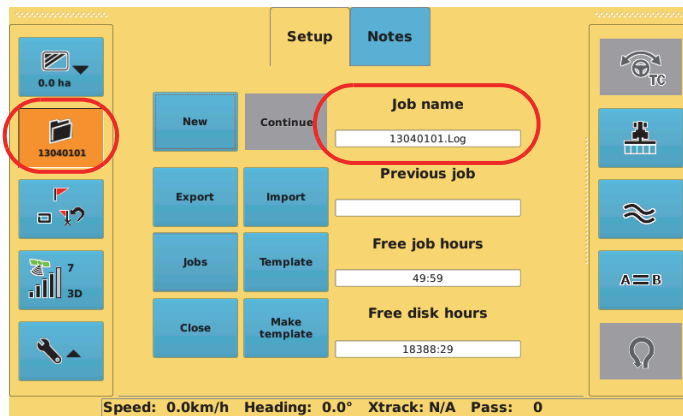 Setup
Notes
0.0 ha
13040101
7
3D
New
Continue
Export
Import
Jobs
Template
Close
Make
template
Job name
13040101.Log
Previous job
Free job hours
49:59
Free disk hours
18388:29
TC
A=B
Speed: 0.0km/h Heading: 0.0° Xtrack: N/A Pass: 0